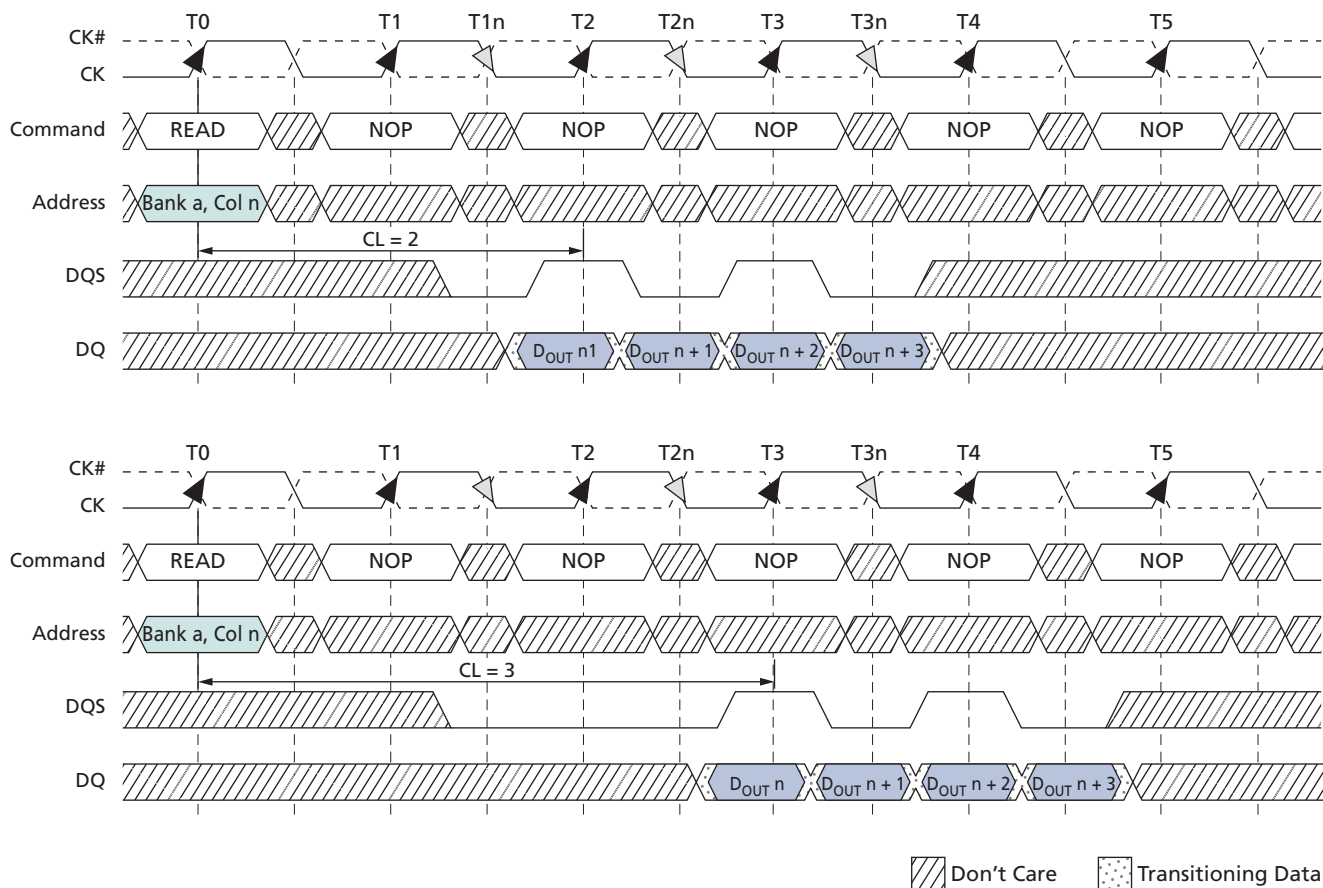 T0 T1 T1n T2 T2n T3 T3n T4 T5
CK#
CK
Command READ NOP NOP NOP NOP NOP
Address Bank a, Col n
CL = 2
DQS
DQ DOUT n1 DOUT n + 1 DOUT n + 2 DOUT n + 3
T0 T1 T2 T2n T3 T3n T4 T5
CK#
CK
Command READ NOP NOP NOP NOP NOP
Address Bank a, Col n
CL = 3
DQS
DQ DOUT n DOUT n + 1 DOUT n + 2 DOUT n + 3
Don't Care Transitioning Data